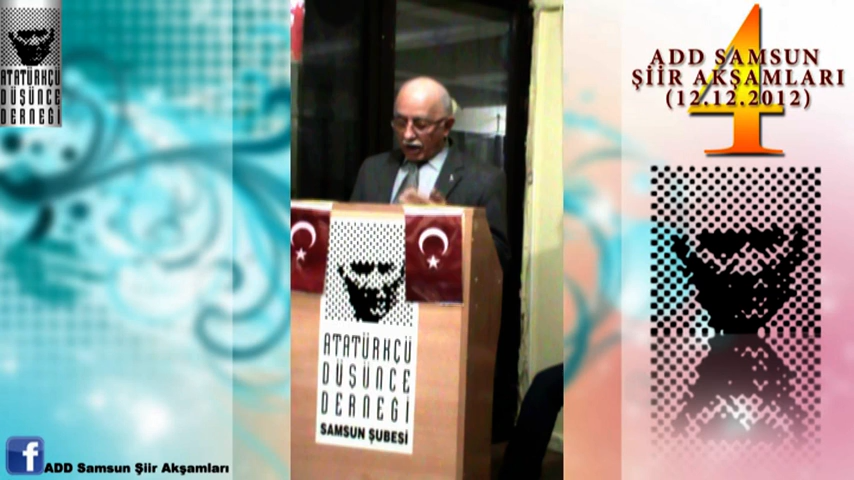 ATATÜRKÇÜ
DÜŞÜNCE
DERNEĞİ
4
ADD SAMSUN
ŞİİR AKŞAMLARI
(12.12.2012)
ATATÜRKÇÜ
DÜŞÜNCE
DERNEĞİ
SAMSUN ŞUBESİ
f
ADD Samsun Şiir Akşamları